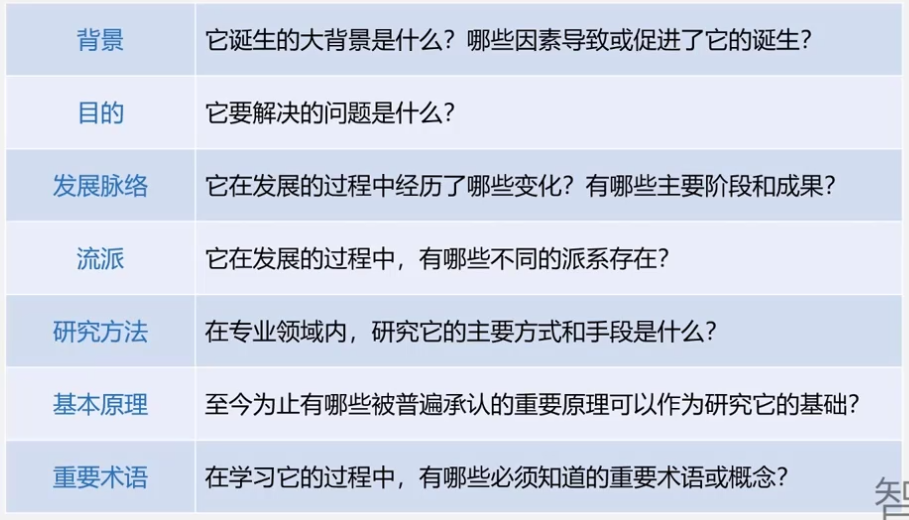 背景 它诞生的大背景是什么？哪些因素导致或促进了它的诞生？
目的 它要解决的问题是什么？
发展脉络 它在发展的过程中经历了哪些变化？有哪些主要阶段和成果？
流派 它在发展的过程中，有哪些不同的派系存在？
研究方法 在专业领域内，研究它的主要方式和手段是什么？
基本原理 至今为止有哪些被普遍承认的重要原理可以作为研究它的基础？
重要术语 在学习它的过程中，有哪些必须知道的重要术语或概念？